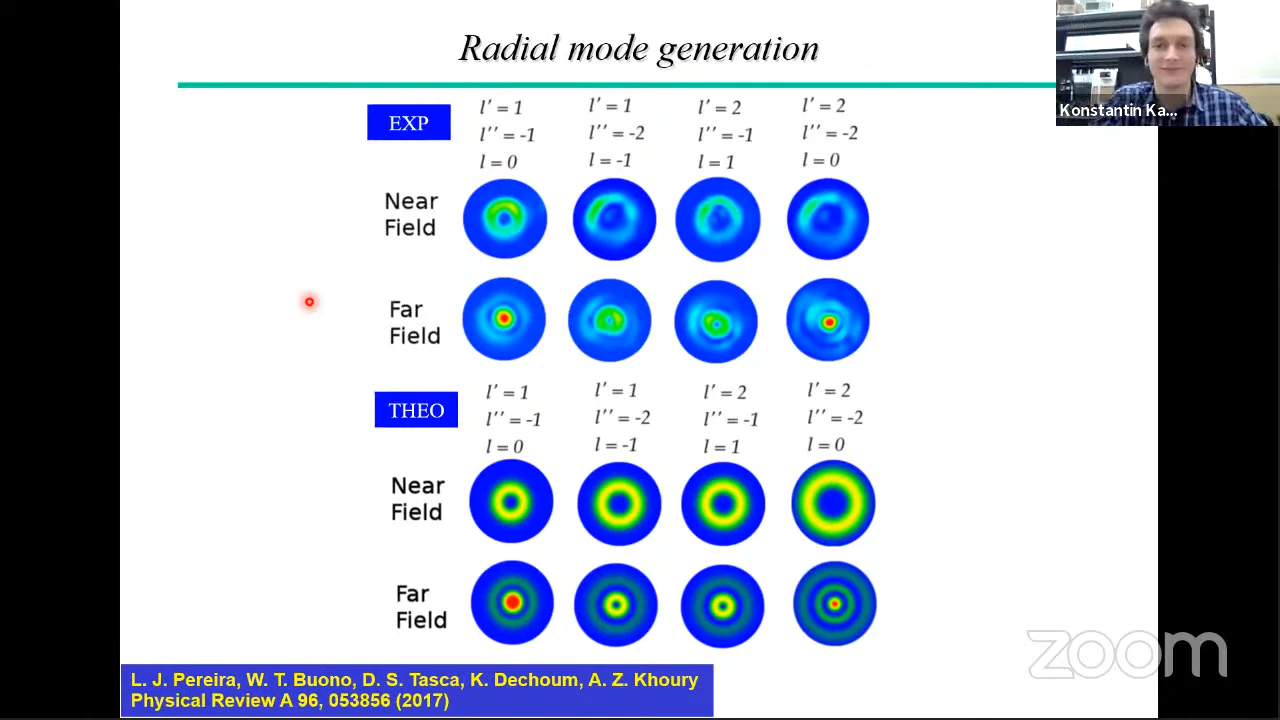 Radial mode generation
Konstantin Ka...
EXP
l′ = 1 l′ = 1 l′ = 2 l′ = 2
l′′ = -1 l′′ = -2 l′′ = -1 l′′ = -2
l = 0 l = -1 l = 1 l = 0
Near
Field
Far
Field
THEO
l′ = 1 l′ = 1 l′ = 2 l′ = 2
l′′ = -1 l′′ = -2 l′′ = -1 l′′ = -2
l = 0 l = -1 l = 1 l = 0
Near
Field
Far
Field
zoom
L. J. Pereira, W. T. Buono, D. S. Tasca, K. Dechoum, A. Z. Khoury
Physical Review A 96, 053856 (2017)